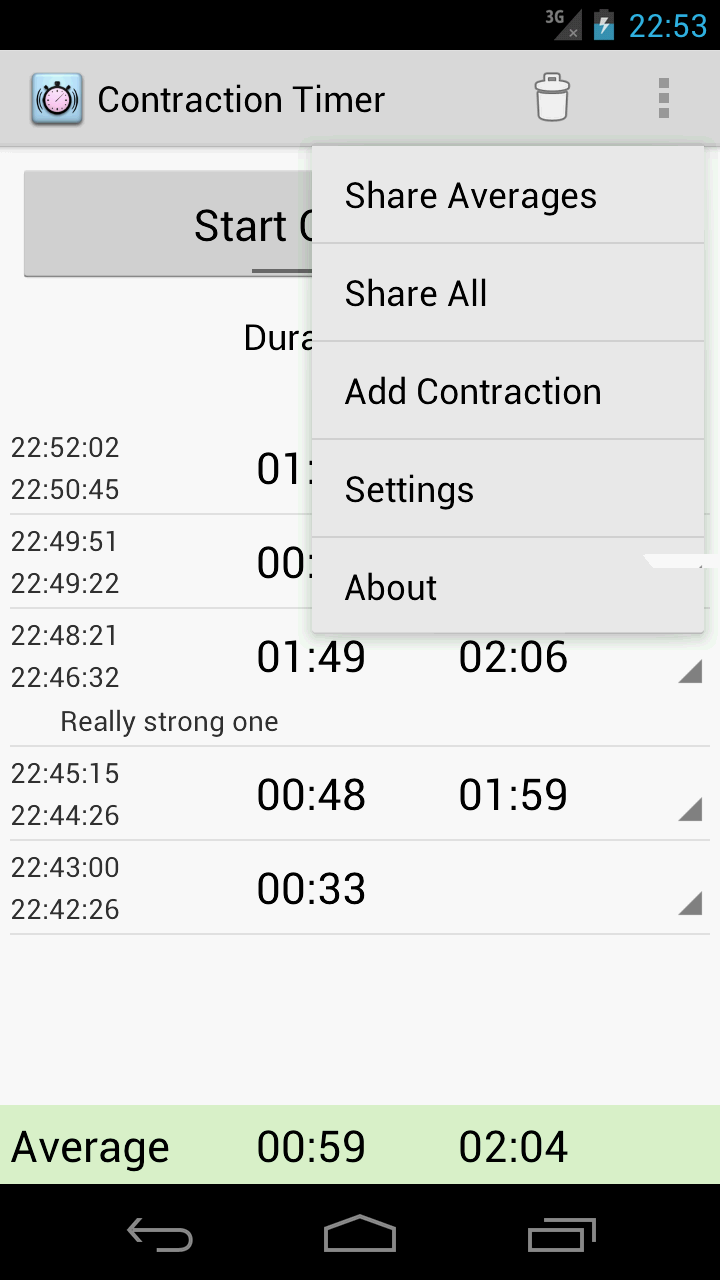 3G 22:53
Contraction Timer
Share Averages
Start
Share All
Add Contraction
22:52:02
22:50:45
01:
Settings
22:49:51
22:49:22
00:
About
22:48:21
22:46:32
01:49 02:06
Really strong one
22:45:15
22:44:26
00:48 01:59
22:43:00
22:42:26
00:33
Average 00:59 02:04